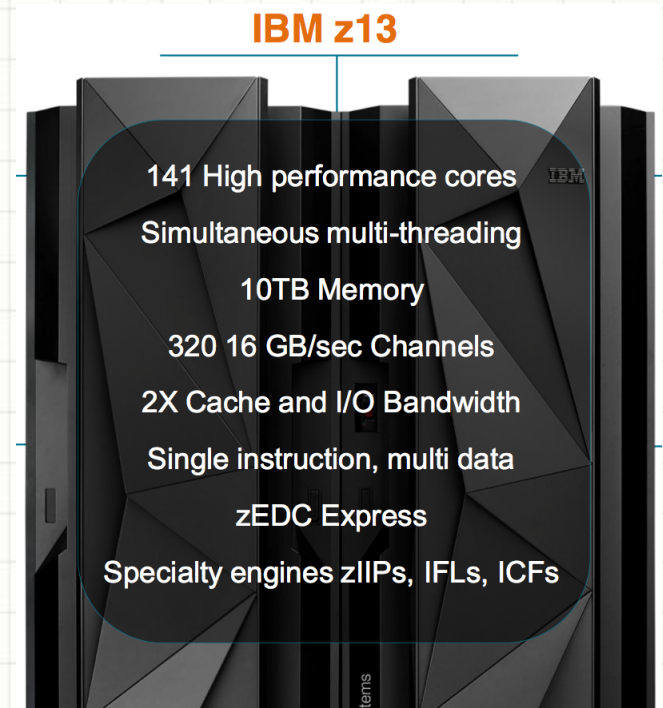 IBM z13
141 High performance cores
IBM
Simultaneous multi-threading
10TB Memory
320 16 GB/sec Channels
2X Cache and I/O Bandwidth
Single instruction, multi data
zEDC Express
Specialty engines zIIPs, IFLs, ICFs
tems